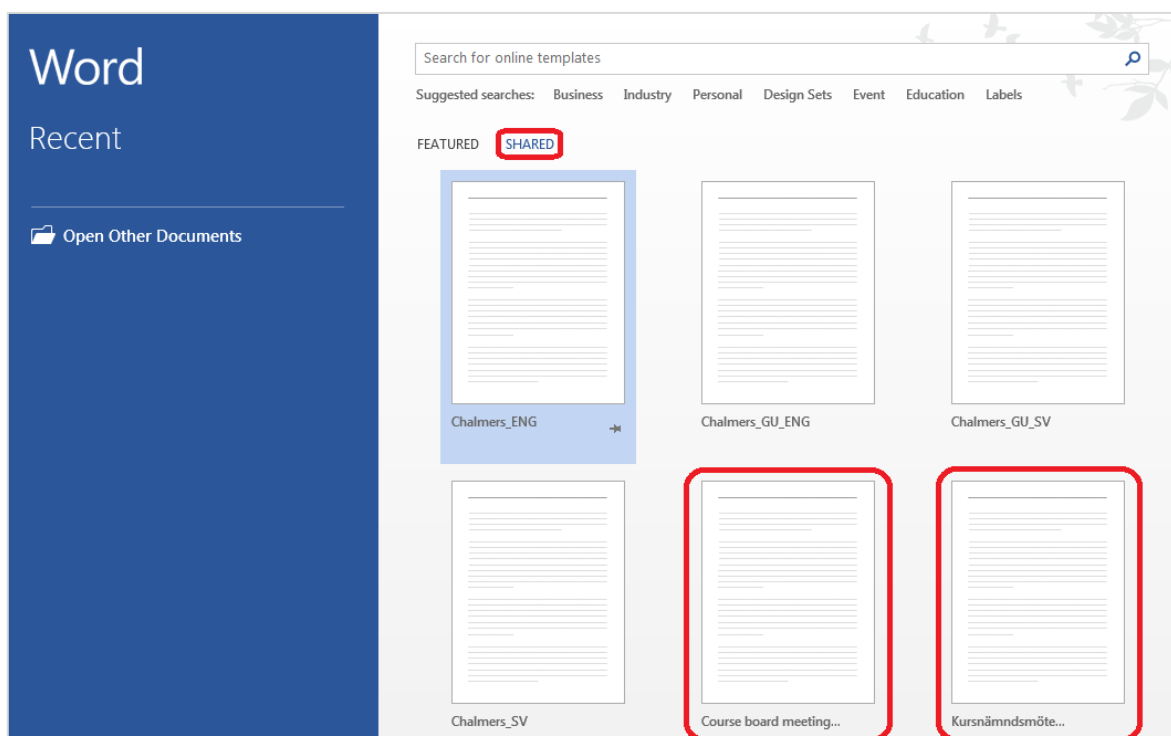 Word
Recent
Open Other Documents
Search for online templates
Suggested searches: Business Industry Personal Design Sets Event Education Labels
FEATURED SHARED
Chalmers_ENG Chalmers_GU_ENG Chalmers_GU_SV
Chalmers_SV Course board meeting... Kursnämndsmöte...